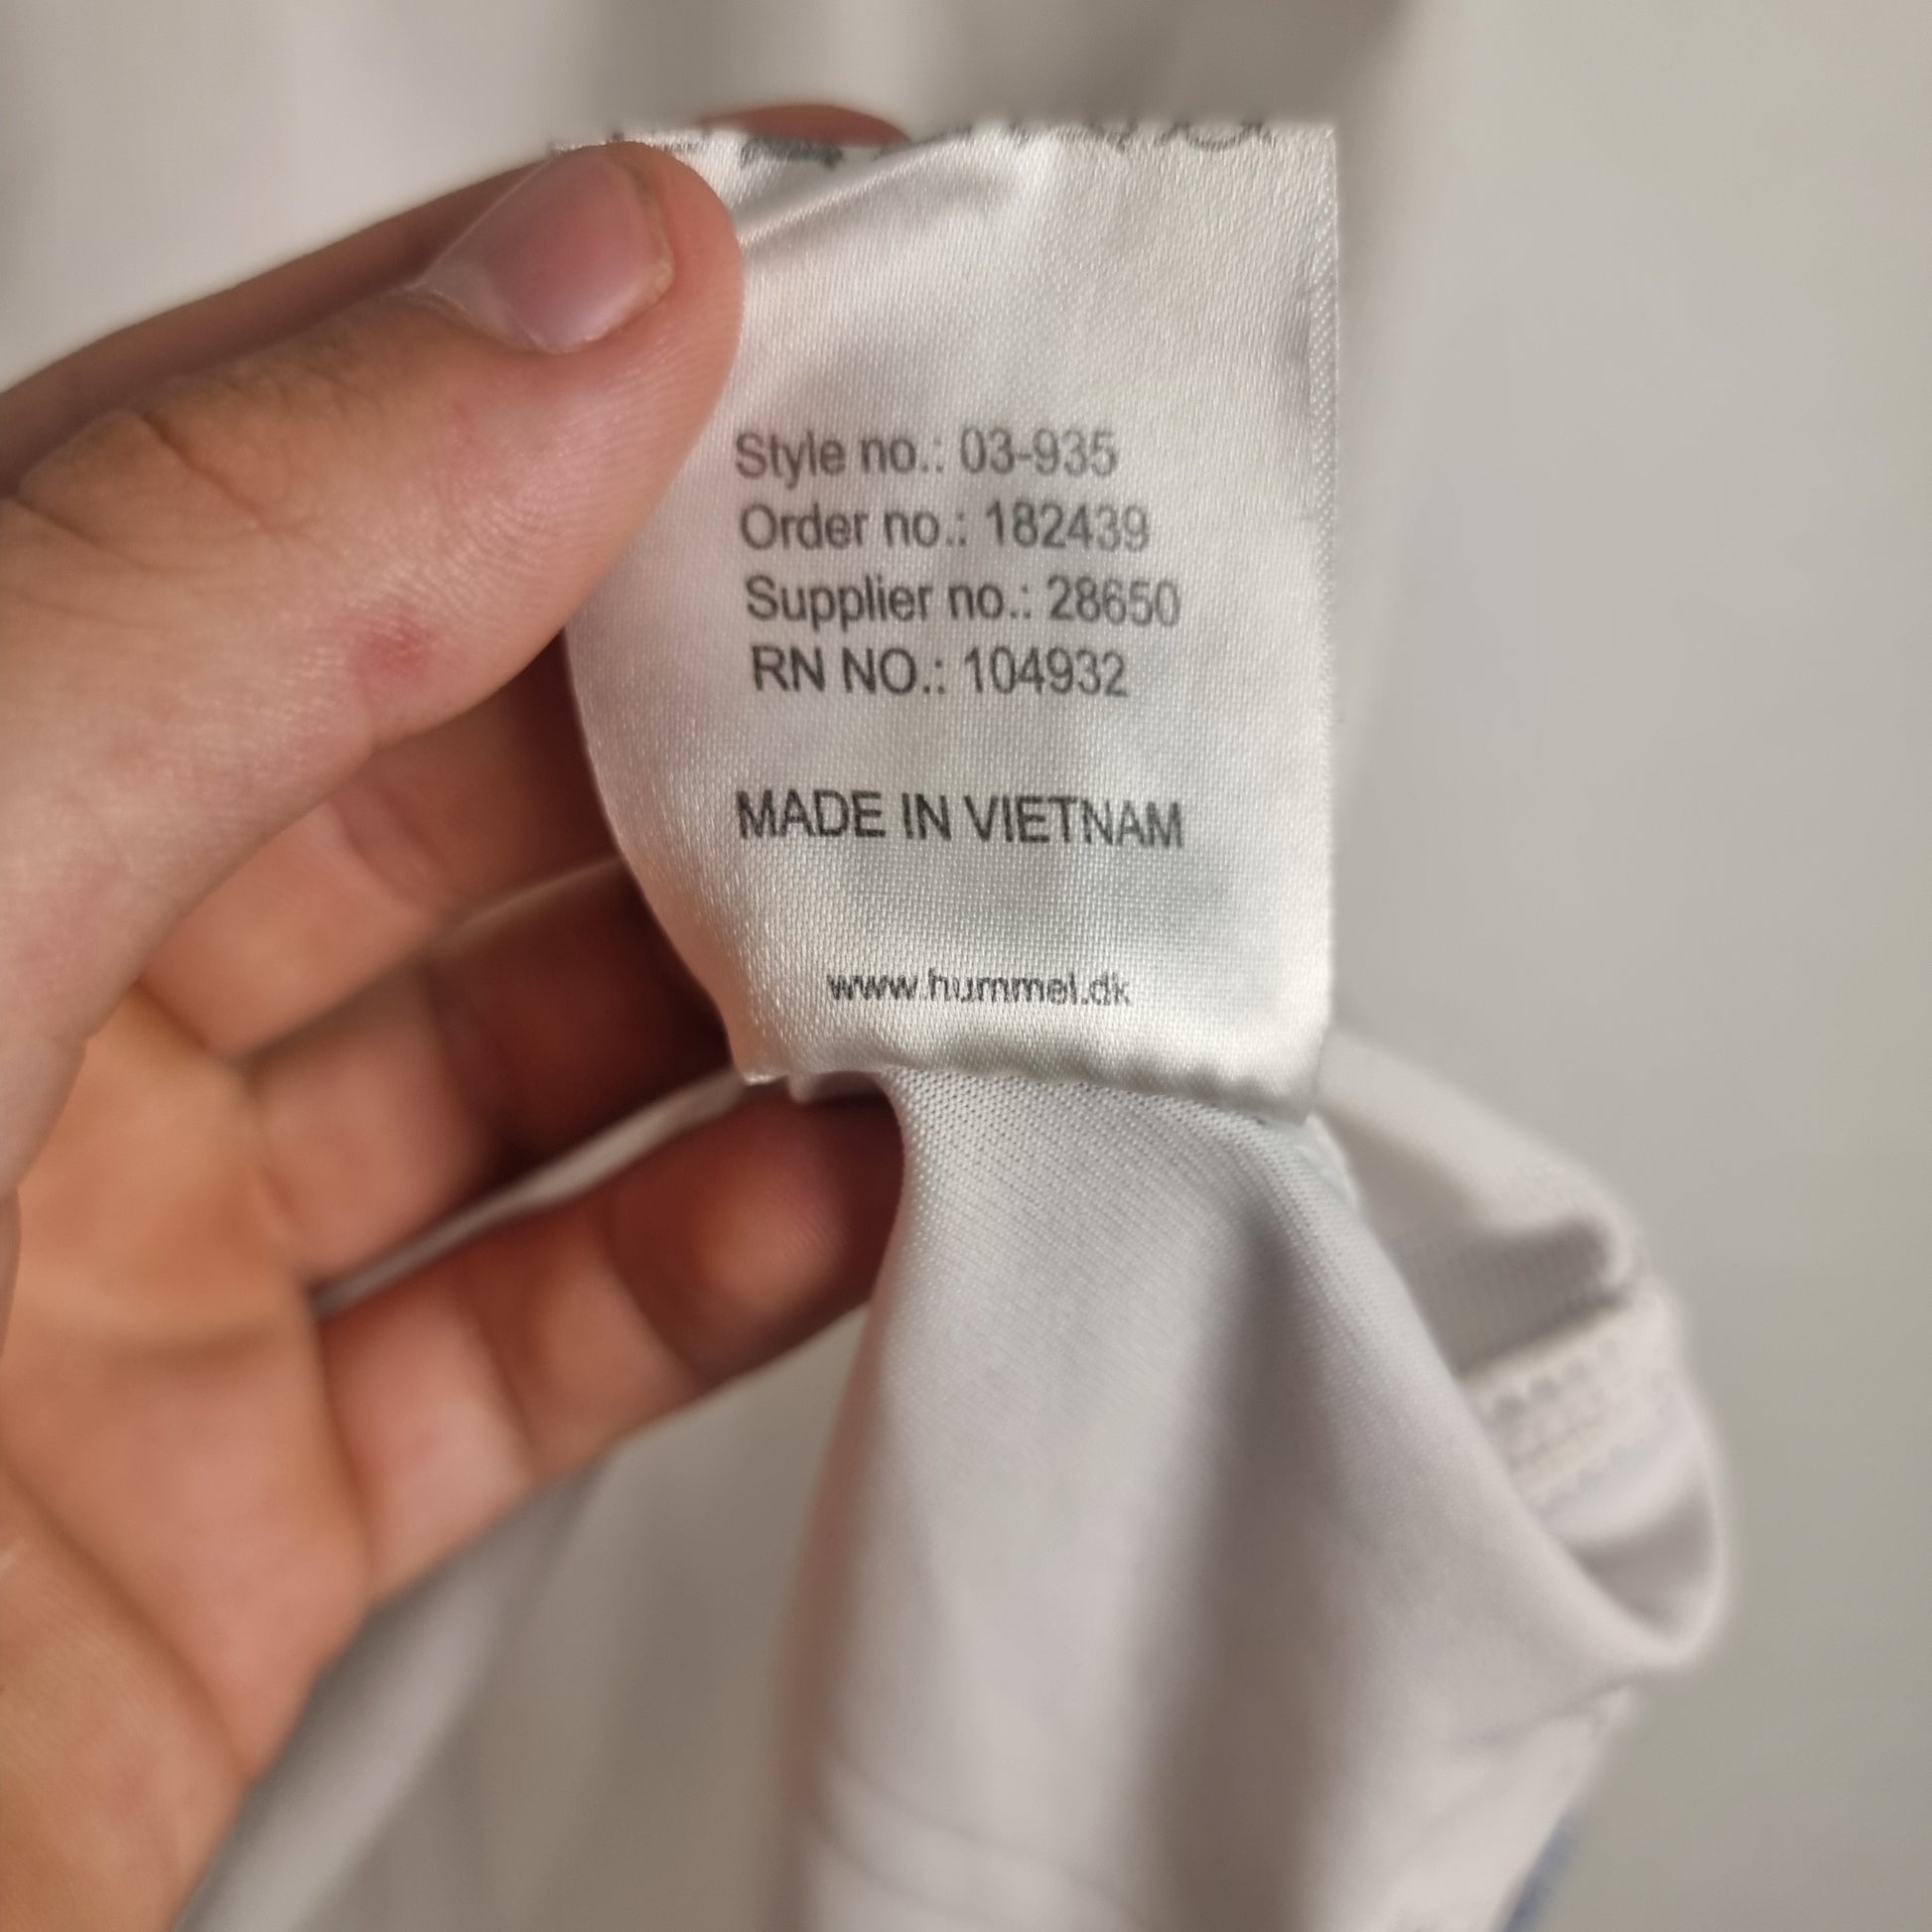 Style no.: 03-935
Order no.: 182439
Supplier no.: 28650
RN NO.: 104932
MADE IN VIETNAM
www.hummel.dk